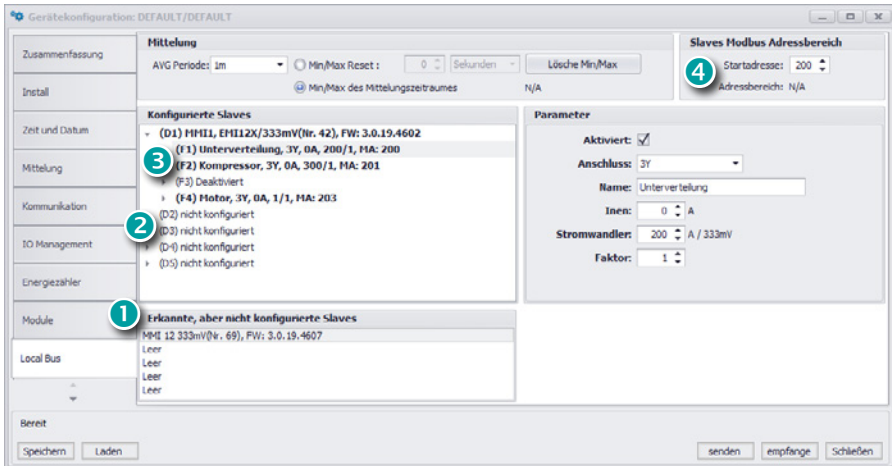 Gerätekonfiguration: DEFAULT/DEFAULT
Zusammenfassung
Install
Zeit und Datum
Mittelung
Kommunikation
IO Management
Energiezähler
Module
Local Bus
Mittelung
AVG Periode: 1m
Min/Max Reset : 0 Sekunden
Lösche Min/Max
Min/Max des Mittelungszeitraumes N/A
Slaves Modbus Adressbereich
4
Startadresse: 200
Adressbereich: N/A
Konfigurierte Slaves
(D1) MMI1, EMI12X/333mV(Nr. 42), FW: 3.0.19.4602
3
(F1) Unterverteilung, 3Y, 0A, 200/1, MA: 200
(F2) Kompressor, 3Y, 0A, 300/1, MA: 201
(F3) Deaktiviert
(F4) Motor, 3Y, 0A, 1/1, MA: 203
2
(D2) nicht konfiguriert
(D3) nicht konfiguriert
(D4) nicht konfiguriert
(D5) nicht konfiguriert
Parameter
Aktiviert:
Anschluss: 3Y
Name: Unterverteilung
Inen: 0 A
Stromwandler: 200 A / 333mV
Faktor: 1
1
Erkannte, aber nicht konfigurierte Slaves
MMI 12 333mV(Nr. 69), FW: 3.0.19.4607
Leer
Leer
Leer
Leer
Bereit
Speichern
Laden
senden
empfange
Schließen